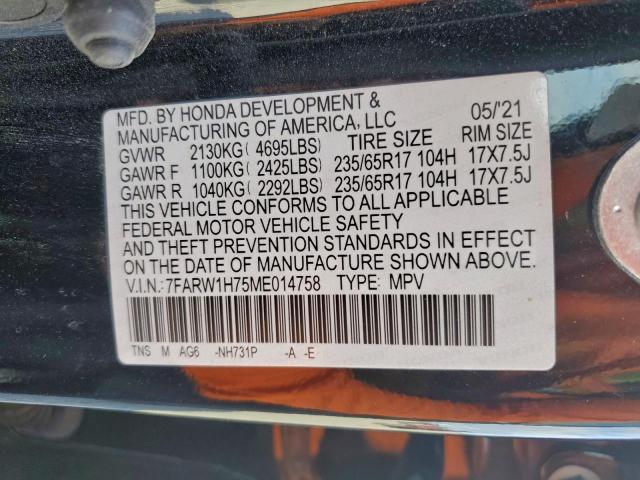 MFD. BY HONDA DEVELOPMENT & 05/'21
MANUFACTURING OF AMERICA, LLC TIRE SIZE RIM SIZE
GVWR 2130KG( 4695LBS)
GAWR F 1100KG( 2425LBS) 235/65R17 104H 17X7.5J
GAWR R 1040KG( 2292LBS) 235/65R17 104H 17X7.5J
THIS VEHICLE CONFORMS TO ALL APPLICABLE
FEDERAL MOTOR VEHICLE SAFETY
AND THEFT PREVENTION STANDARDS IN EFFECT
ON THE DATE OF MANUFACTURE SHOWN ABOVE.
V.I.N.:7FARW1H75ME014758 TYPE: MPV
TNS M AG6 -NH731P -A -E